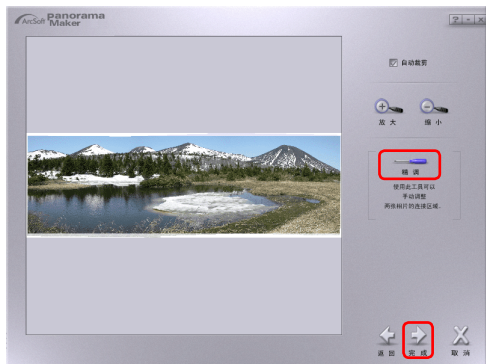 ArcSoft Panorama Maker
? - ×
自动裁剪
放大 缩小
精调
使用此工具可以
手动调整
两张相片的连接区域.
返回 完成 取消